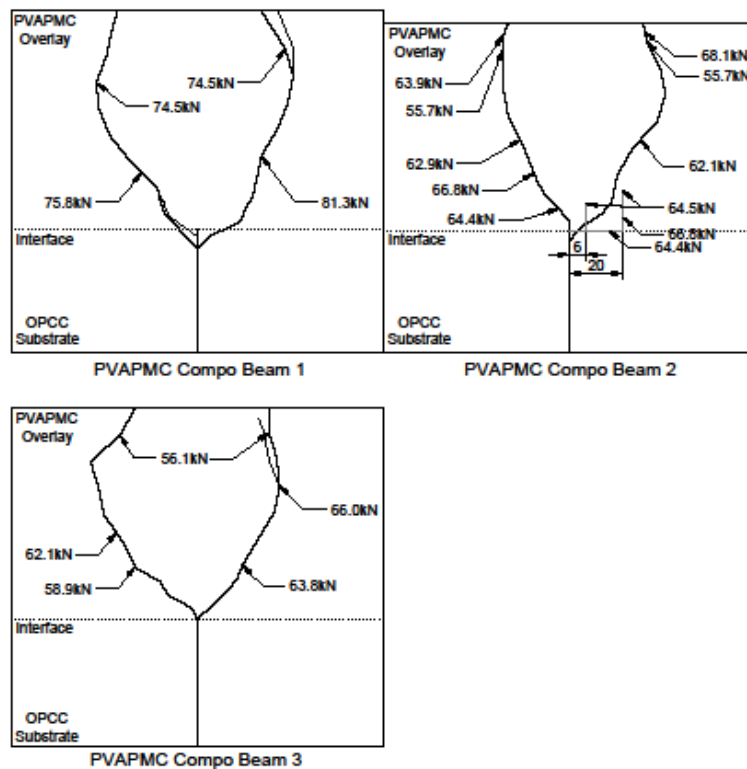 PVAPMC
Overlay
74.5kN
74.5kN
75.8kN
81.3kN
Interface
OPCC
Substrate
PVAPMC Compo Beam 1
PVAPMC
Overlay
68.1kN
63.9kN
55.7kN
55.7kN
62.9kN
62.1kN
66.8kN
64.4kN
64.5kN
Interface
66.8kN
64.4kN
6
20
OPCC
Substrate
PVAPMC Compo Beam 2
PVAPMC
Overlay
56.1kN
66.0kN
62.1kN
58.9kN
63.8kN
Interface
OPCC
Substrate
PVAPMC Compo Beam 3